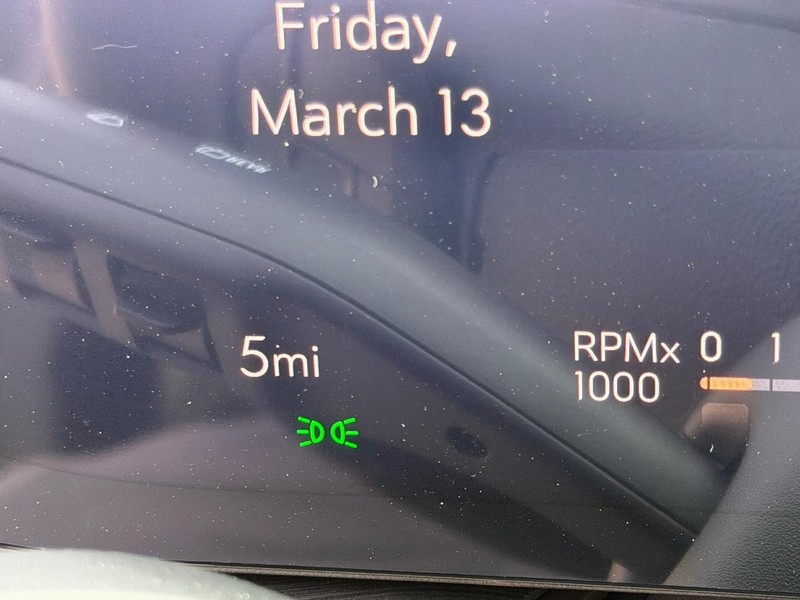 Friday,
March 13
5mi
RPMx 0 1
1000